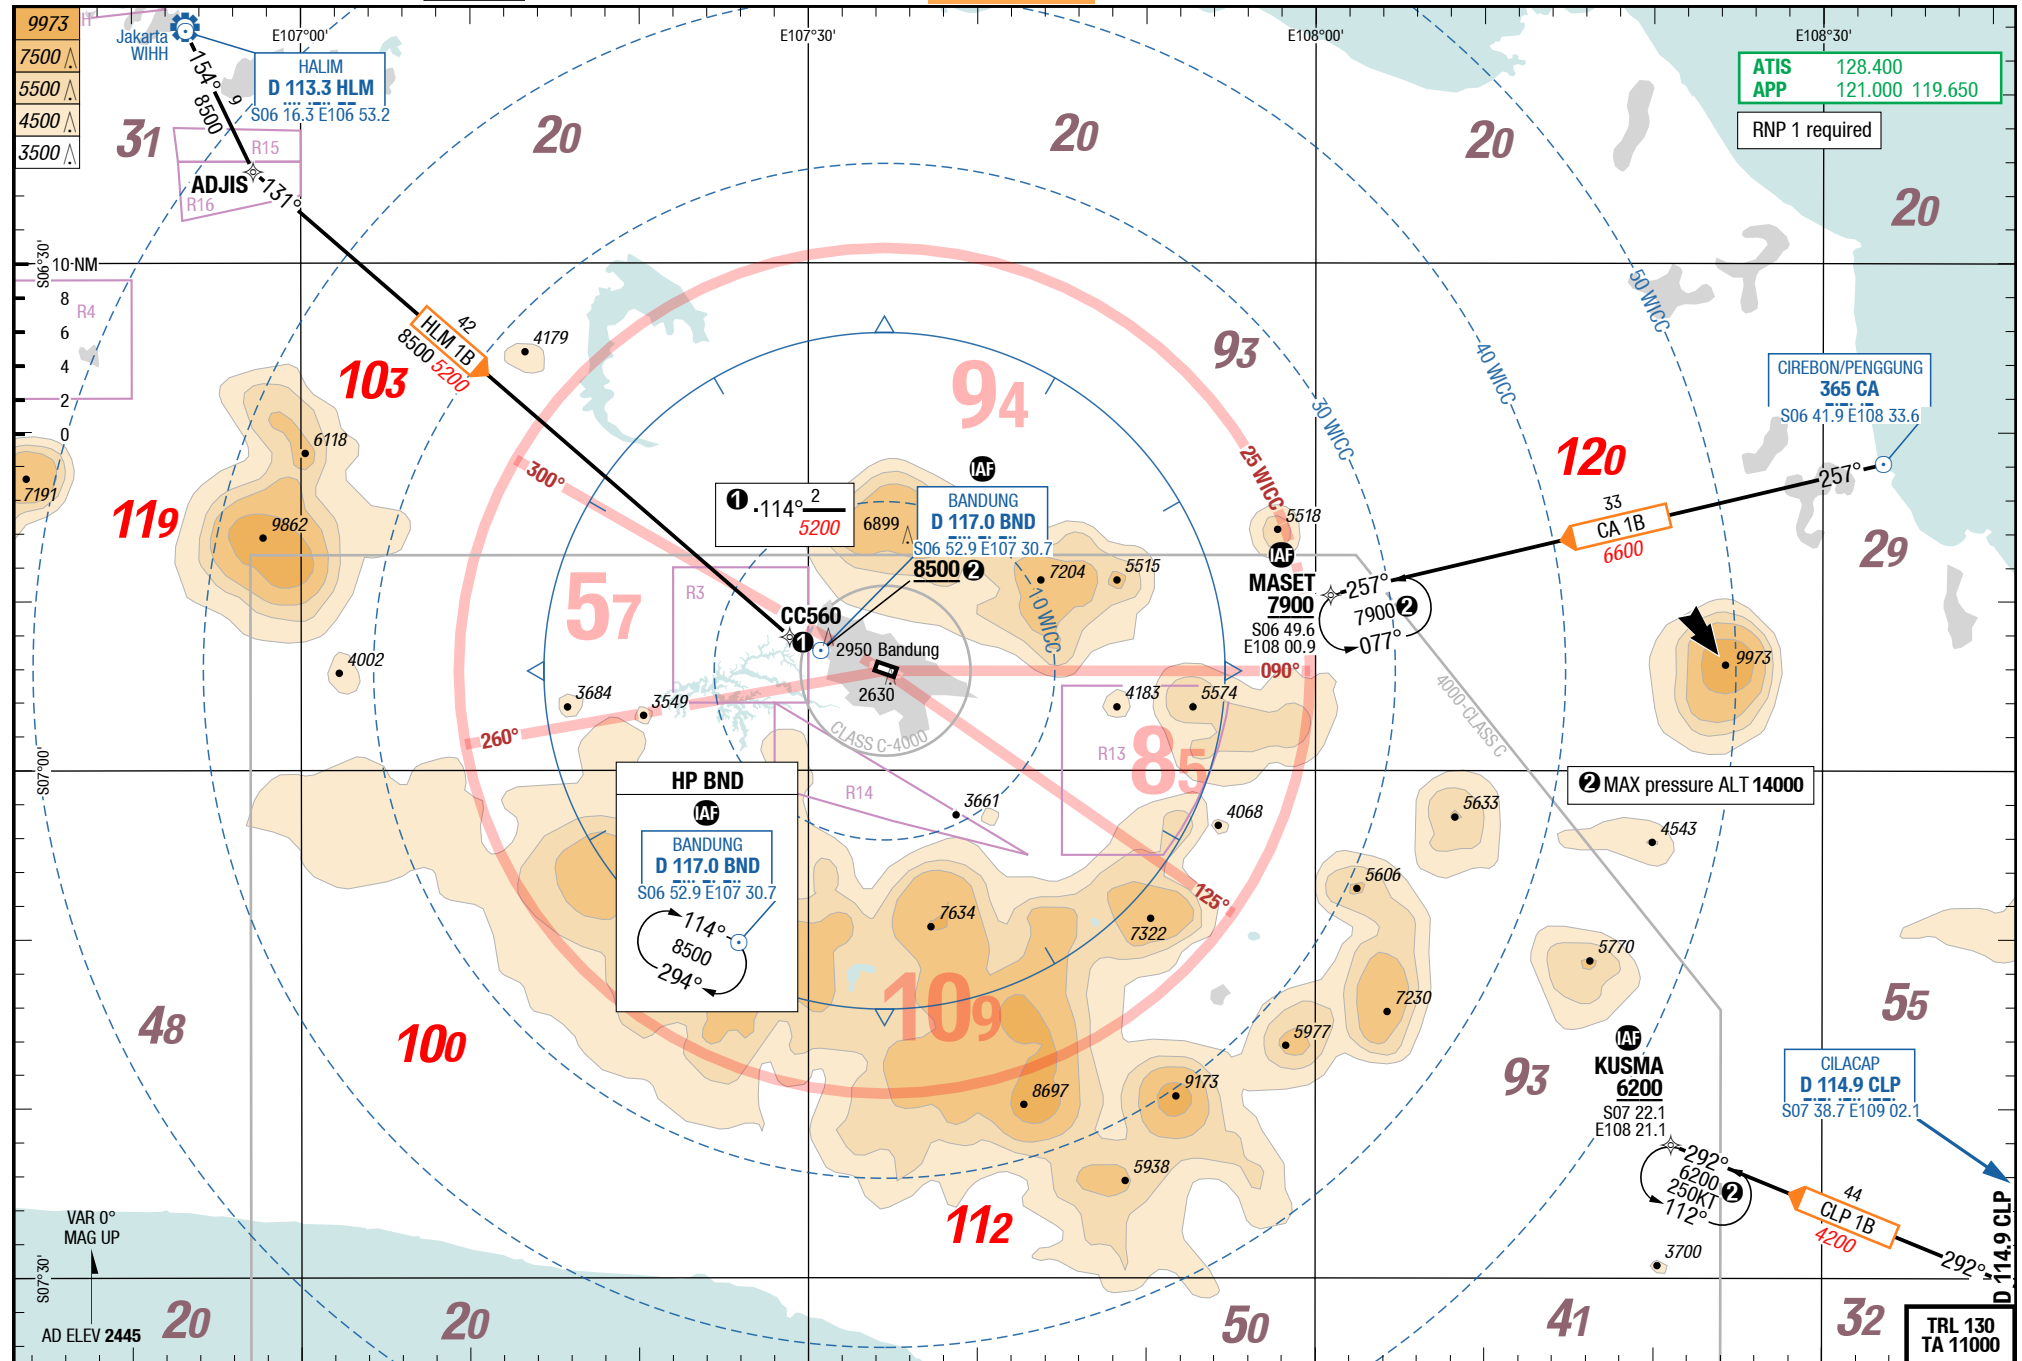 9973
7500
5500
4500
3500
H
Jakarta
WIHH
E107°00'
E107°30'
E108°00'
E108°30'
HALIM
D 113.3 HLM
S06 16.3 E106 53.2
154°
9
8500
ATIS 128.400
APP 121.000 119.650
RNP 1 required
31
20
20
20
20
R15
ADJIS
131°
R16
S06°30'
10 NM
8
6
4
2
0
R4
42
HLM 1B
8500 5200
4179
103
94
93
50 WICC
40 WICC
30 WICC
25 WICC
10 WICC
CIREBON/PENGGUNG
365 CA
S06 41.9 E108 33.6
6118
7191
119
9862
300°
IAF
BANDUNG
D 117.0 BND
S06 52.9 E107 30.7
8500 2
1 114° 2
5200
6899
7204
5515
5518
120
257°
33
CA 1B
6600
29
IAF
MASET
7900
S06 49.6
E108 00.9
257°
7900 2
077°
57
R3
CC560
1
2950 Bandung
2630
CLASS C-4000
090°
4002
3684
3549
4183
5574
9973
4000-CLASS C
260°
R13
85
S07°00'
2 MAX pressure ALT 14000
HP BND
IAF
BANDUNG
D 117.0 BND
S06 52.9 E107 30.7
114°
8500
294°
R14
3661
4068
5633
4543
5606
125°
7634
7322
5770
7230
5977
109
48
100
55
93
IAF
KUSMA
6200
S07 22.1
E108 21.1
CILACAP
D 114.9 CLP
S07 38.7 E109 02.1
8697
9173
5938
112
292°
6200
250KT 2
112°
44
CLP 1B
4200
292°
D 114.9 CLP
3700
VAR 0°
MAG UP
S07°30'
AD ELEV 2445
20
20
50
41
32
TRL 130
TA 11000